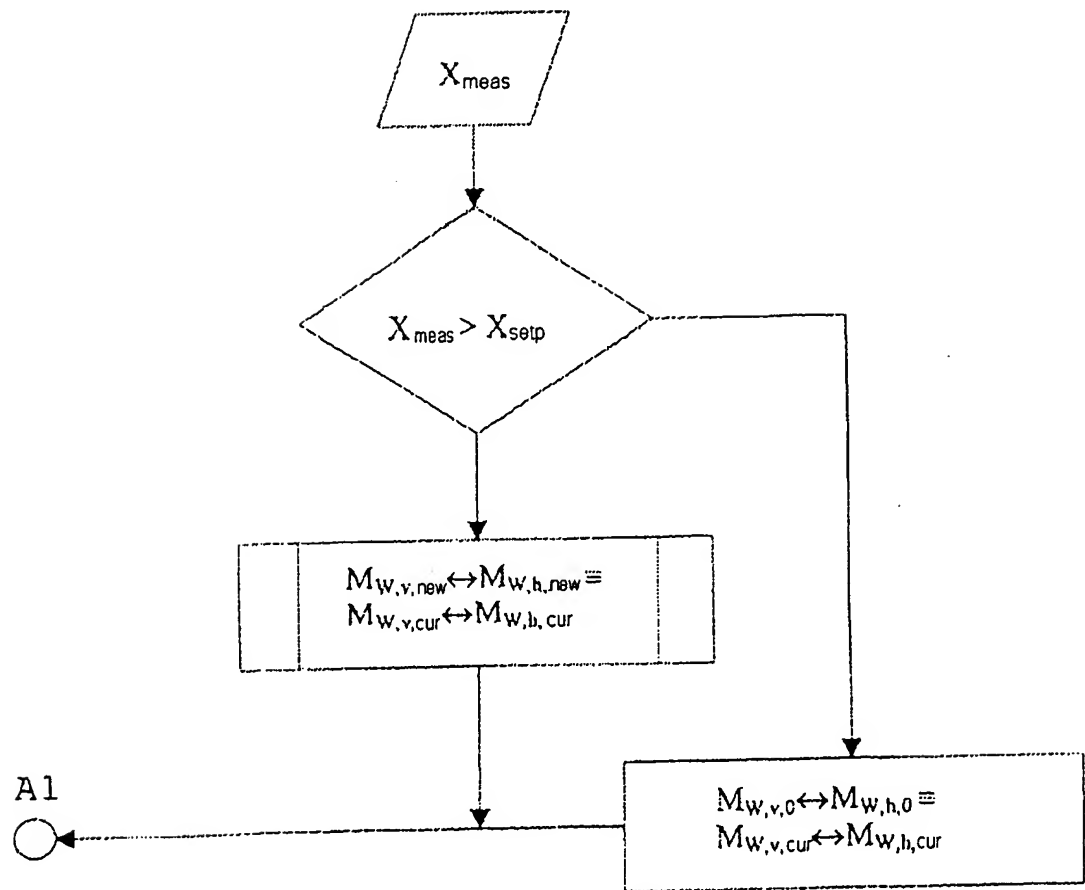 X_meas
X_meas > X_setp
M_W,v,new↔M_W,h,new ≡
M_W,v,cur↔M_W,h,cur
A1
M_W,v,0↔M_W,h,0 ≡
M_W,v,cur↔M_W,h,cur